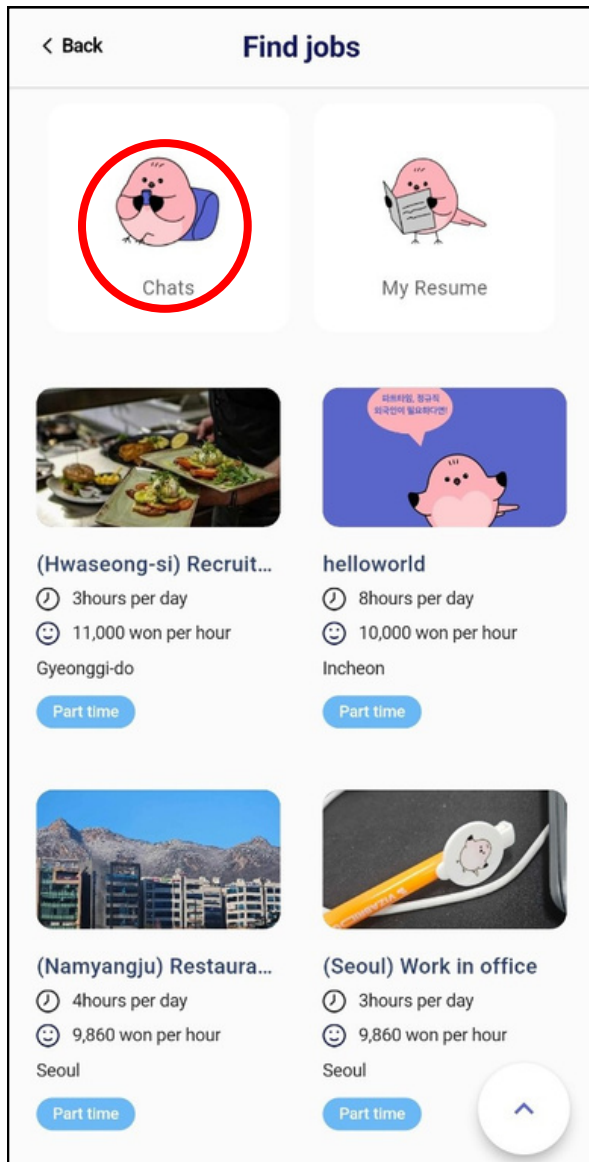 Back
Find jobs
Chats
My Resume
파트타임, 정규직
외국인이 필요하다면!
(Hwaseong-si) Recruit...
helloworld
3hours per day
8hours per day
11,000 won per hour
10,000 won per hour
Gyeonggi-do
Incheon
Part time
Part time
(Namyangju) Restaura...
(Seoul) Work in office
4hours per day
3hours per day
9,860 won per hour
9,860 won per hour
Seoul
Seoul
Part time
Part time